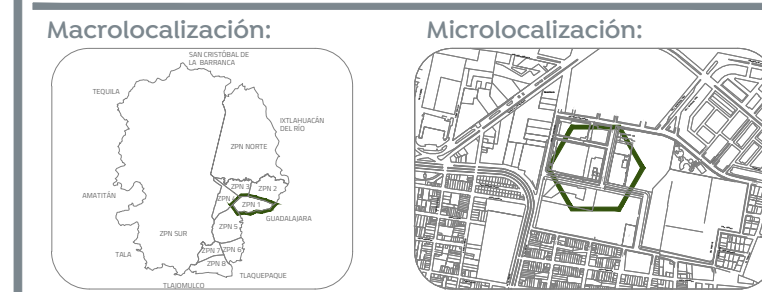 Macrolocalización:
Microlocalización:
SAN CRISTÓBAL DE
LA BARRANCA
TEQUILA
IXTLAHUACÁN
DEL RÍO
ZPN NORTE
ZPN 3
ZPN 2
AMATITÁN
ZPN 1
GUADALAJARA
ZPN 5
ZPN SUR
ZPN 7
ZPN 6
TALA
ZPN 8
TLAQUEPAQUE
TLAJOMULCO